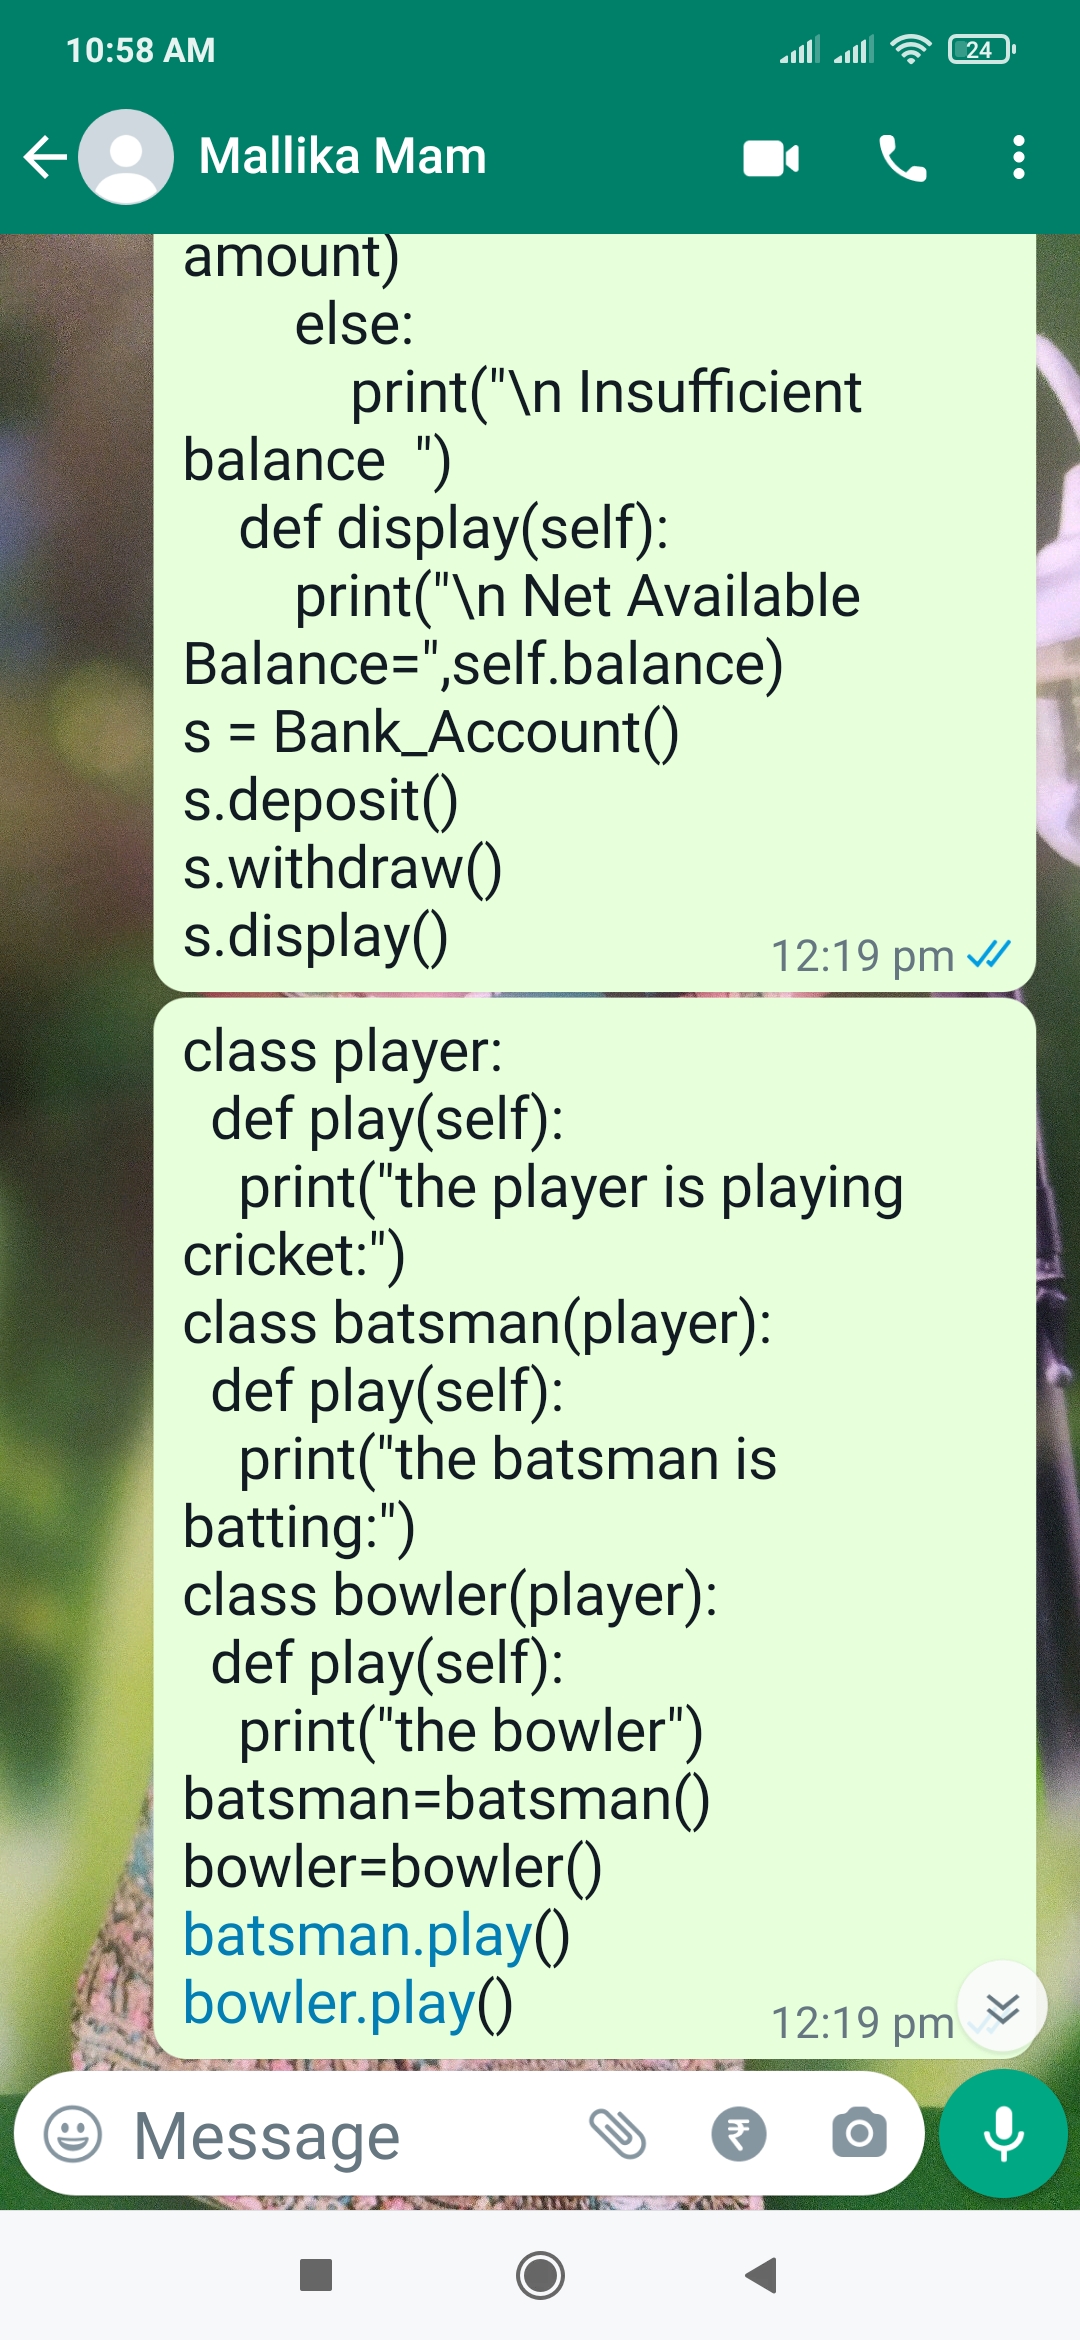 10:58 AM
24
Mallika Mam
amount)
        else:
            print("\n Insufficient
balance  ")
    def display(self):
        print("\n Net Available
Balance=",self.balance)
s = Bank_Account()
s.deposit()
s.withdraw()
s.display()
12:19 pm
class player:
  def play(self):
    print("the player is playing
cricket:")
class batsman(player):
  def play(self):
    print("the batsman is
batting:")
class bowler(player):
  def play(self):
    print("the bowler")
batsman=batsman()
bowler=bowler()
batsman.play()
bowler.play()
12:19 pm
Message
₹